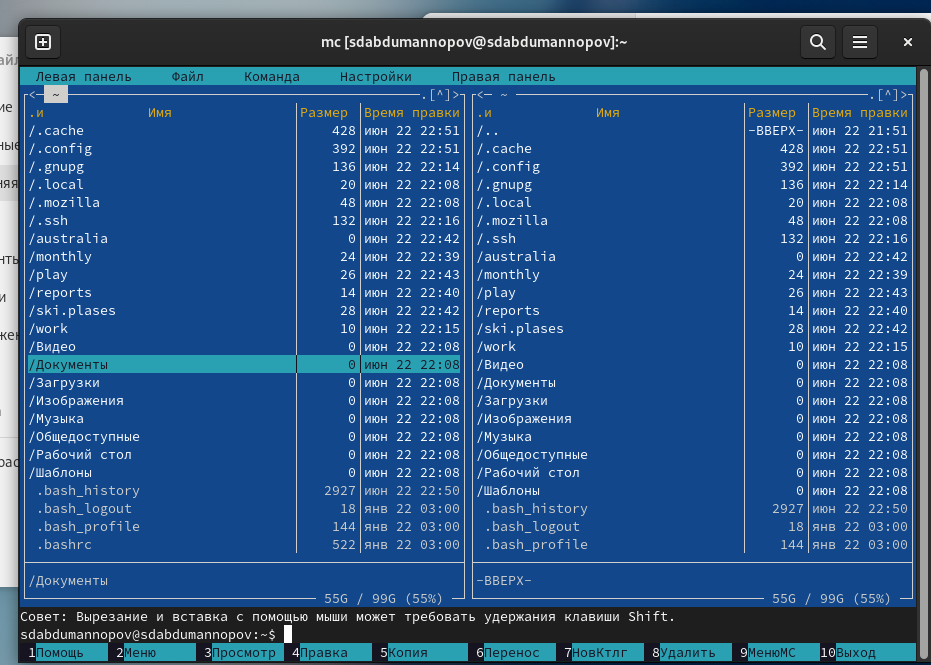 mc [sdabdumannopov@sdabdumannopov]:~
Левая панель Файл Команда Настройки Правая панель
<─ ~ .[^]> <─ ~ .[^]>
.и Имя Размер Время правки .и Имя Размер Время правки
/.cache 428 июн 22 22:51 /.. -ВВЕРХ- июн 22 21:51
/.config 392 июн 22 22:51 /.cache 428 июн 22 22:51
/.gnupg 136 июн 22 22:14 /.config 392 июн 22 22:51
/.local 20 июн 22 22:08 /.gnupg 136 июн 22 22:14
/.mozilla 48 июн 22 22:08 /.local 20 июн 22 22:08
/.ssh 132 июн 22 22:16 /.mozilla 48 июн 22 22:08
/australia 0 июн 22 22:42 /.ssh 132 июн 22 22:16
/monthly 24 июн 22 22:39 /australia 0 июн 22 22:42
/play 26 июн 22 22:43 /monthly 24 июн 22 22:39
/reports 14 июн 22 22:40 /play 26 июн 22 22:43
/ski.plases 28 июн 22 22:42 /reports 14 июн 22 22:40
/work 10 июн 22 22:15 /ski.plases 28 июн 22 22:42
/Видео 0 июн 22 22:08 /work 10 июн 22 22:15
/Документы 0 июн 22 22:08 /Видео 0 июн 22 22:08
/Загрузки 0 июн 22 22:08 /Документы 0 июн 22 22:08
/Изображения 0 июн 22 22:08 /Загрузки 0 июн 22 22:08
/Музыка 0 июн 22 22:08 /Изображения 0 июн 22 22:08
/Общедоступные 0 июн 22 22:08 /Музыка 0 июн 22 22:08
/Рабочий стол 0 июн 22 22:08 /Общедоступные 0 июн 22 22:08
/Шаблоны 0 июн 22 22:08 /Рабочий стол 0 июн 22 22:08
.bash_history 2927 июн 22 22:50 /Шаблоны 0 июн 22 22:08
.bash_logout 18 янв 22 03:00 .bash_history 2927 июн 22 22:50
.bash_profile 144 янв 22 03:00 .bash_logout 18 янв 22 03:00
.bashrc 522 янв 22 03:00 .bash_profile 144 янв 22 03:00
/Документы -ВВЕРХ-
55G / 99G (55%) 55G / 99G (55%)
Совет: Вырезание и вставка с помощью мыши может требовать удержания клавиши Shift.
sdabdumannopov@sdabdumannopov:~$
1Помощь 2Меню 3Просмотр 4Правка 5Копия 6Перенос 7НовКтлг 8Удалить 9МенюМС 10Выход